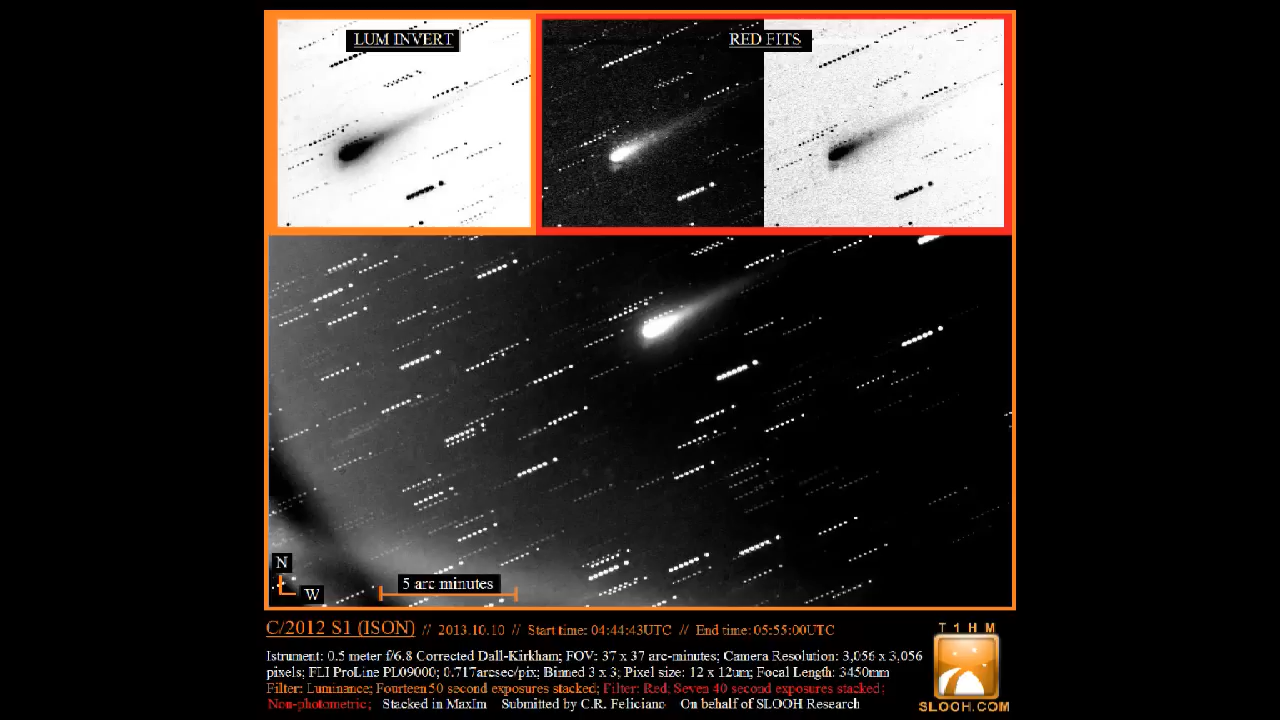 LUM INVERT
RED FITS
N
W
5 arc minutes
C/2012 S1 (ISON) // 2013.10.10 // Start time: 04:44:43UTC // End time: 05:55:00UTC
Istrument: 0.5 meter f/6.8 Corrected Dall-Kirkham; FOV: 37 x 37 arc-minutes; Camera Resolution: 3,056 x 3,056
pixels; FLI ProLine PL09000; 0.717arcsec/pix; Binned 3 x 3; Pixel size: 12 x 12um; Focal Length: 3450mm
Filter: Luminance; Fourteen 50 second exposures stacked; Filter: Red; Seven 40 second exposures stacked;
Non-photometric; Stacked in MaxIm Submitted by C.R. Feliciano On behalf of SLOOH Research
T1HM
SLOOH.COM